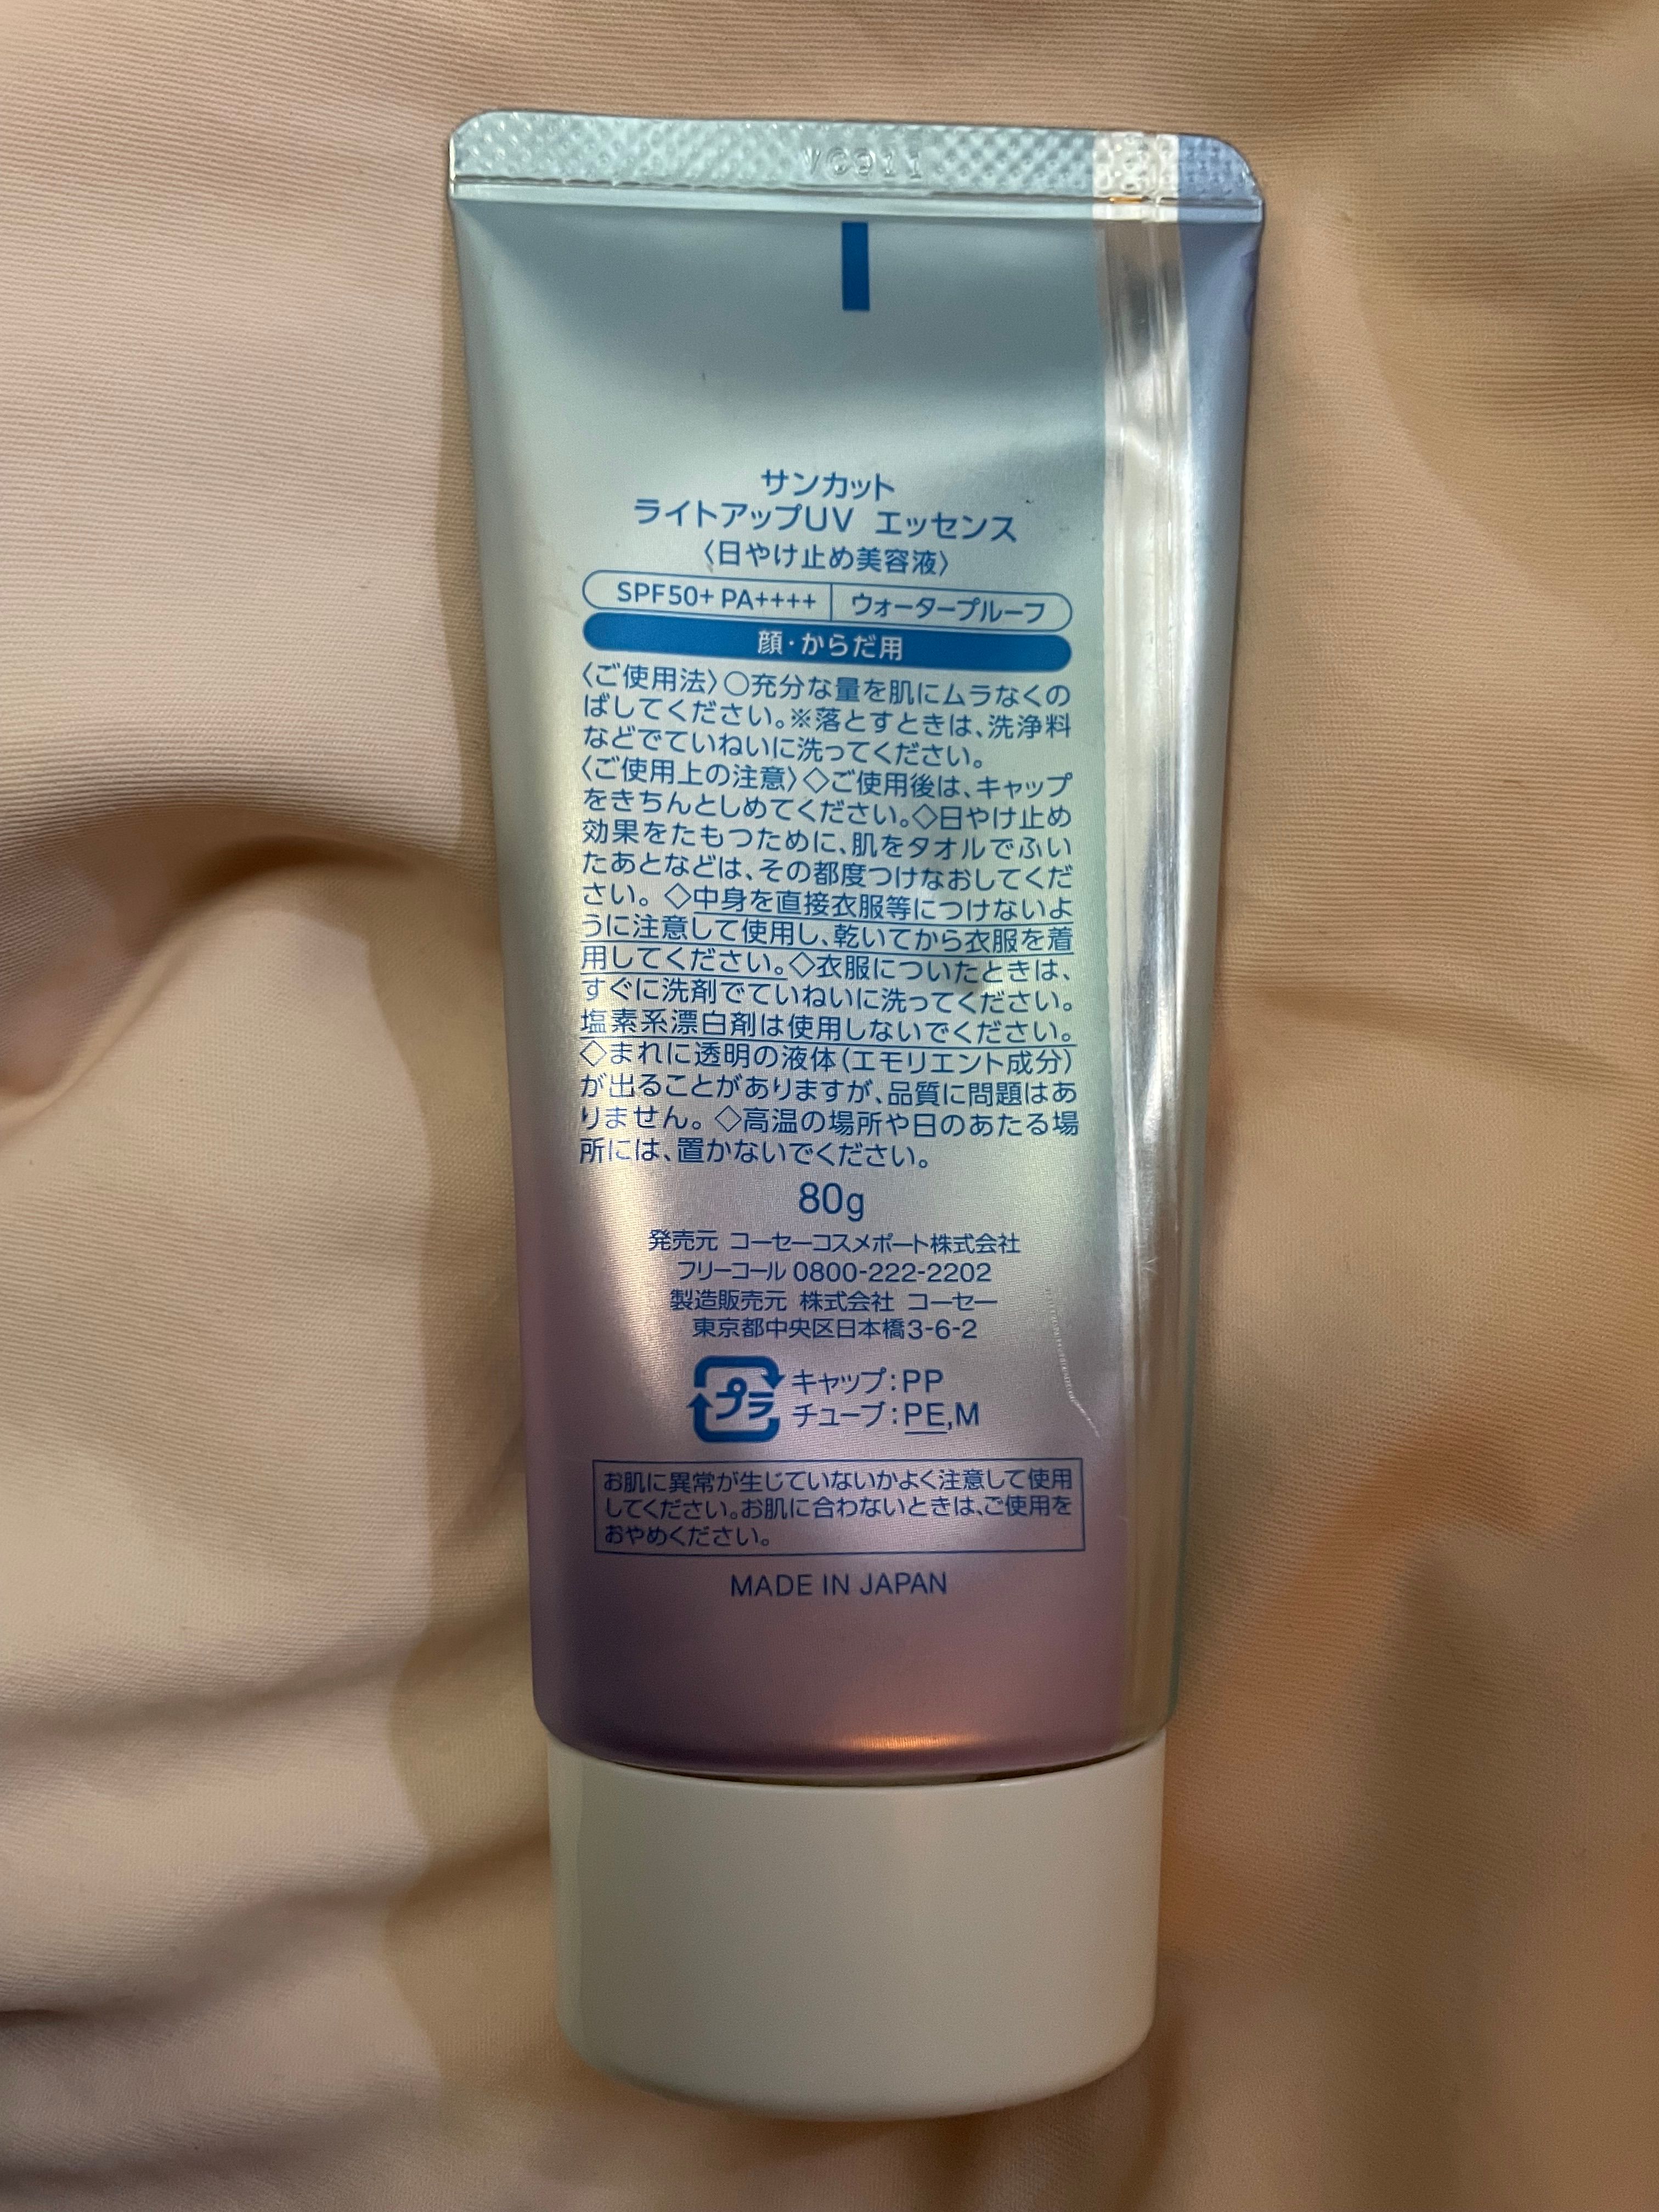 サンカット
ライトアップUV エッセンス
〈日やけ止め美容液〉
SPF50+ PA++++ ウォータープルーフ
顔・からだ用
〈ご使用法〉○充分な量を肌にムラなくの
ばしてください。※落とすときは、洗浄料
などでていねいに洗ってください。
〈ご使用上の注意〉◇ご使用後は、キャップ
をきちんとしめてください。◇日やけ止め
効果をたもつために、肌をタオルでふい
たあとなどは、その都度つけなおしてくだ
さい。◇中身を直接衣服等につけないよ
うに注意して使用し、乾いてから衣服を着
用してください。◇衣服についたときは、
すぐに洗剤でていねいに洗ってください。
塩素系漂白剤は使用しないでください。
◇まれに透明の液体(エモリエント成分)
が出ることがありますが、品質に問題はあ
りません。◇高温の場所や日のあたる場
所には、置かないでください。
80g
発売元 コーセーコスメポート株式会社
フリーコール 0800-222-2202
製造販売元 株式会社 コーセー
東京都中央区日本橋3-6-2
プラ キャップ:PP
チューブ:PE,M
お肌に異常が生じていないかよく注意して使用
してください。お肌に合わないときは、ご使用を
おやめください。
MADE IN JAPAN